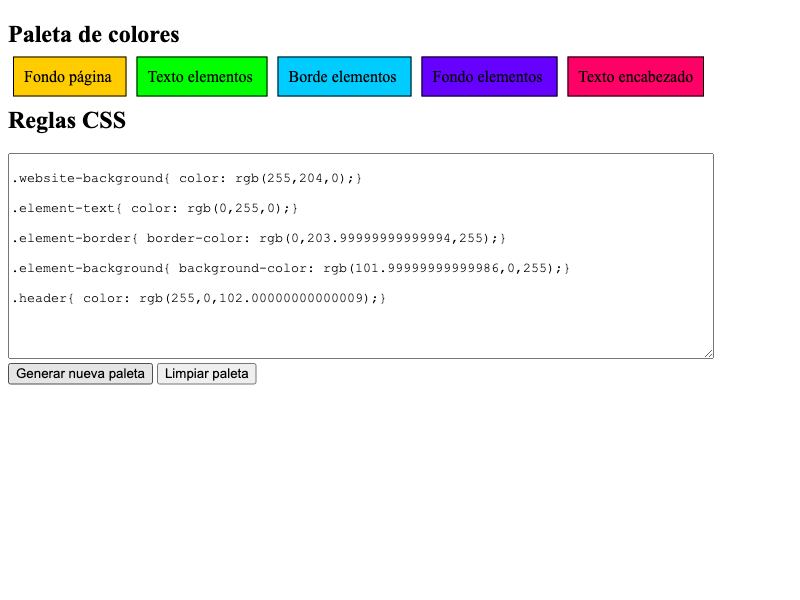 Paleta de colores
Fondo página Texto elementos Borde elementos Fondo elementos Texto encabezado
Reglas CSS
.website-background{ color: rgb(255,204,0);}
.element-text{ color: rgb(0,255,0);}
.element-border{ border-color: rgb(0,203.99999999999994,255);}
.element-background{ background-color: rgb(101.99999999999986,0,255);}
.header{ color: rgb(255,0,102.00000000000009);}
Generar nueva paleta Limpiar paleta